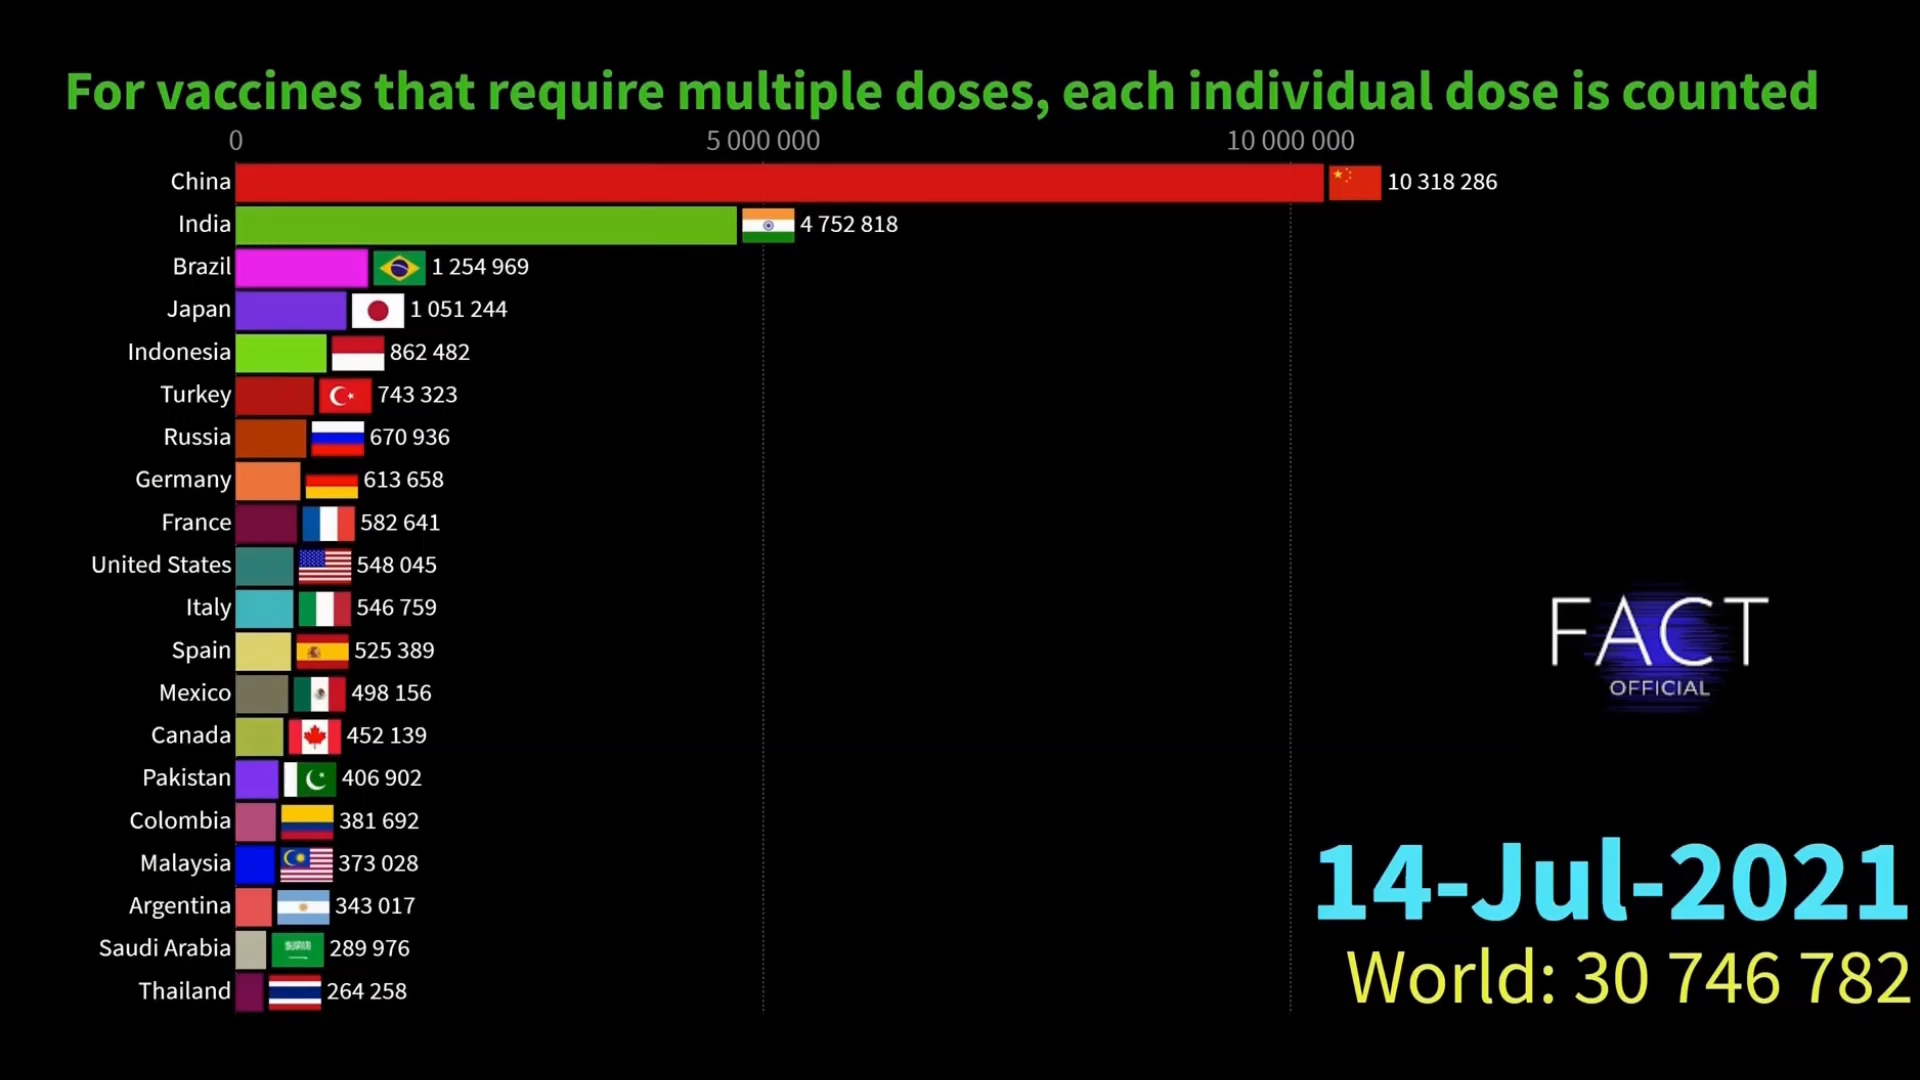 For vaccines that require multiple doses, each individual dose is counted
0 5 000 000 10 000 000
China 10 318 286
India 4 752 818
Brazil 1 254 969
Japan 1 051 244
Indonesia 862 482
Turkey 743 323
Russia 670 936
Germany 613 658
France 582 641
United States 548 045
Italy 546 759
Spain 525 389
Mexico 498 156
Canada 452 139
Pakistan 406 902
Colombia 381 692
Malaysia 373 028
Argentina 343 017
Saudi Arabia 289 976
Thailand 264 258
FACT
OFFICIAL
14-Jul-2021
World: 30 746 782